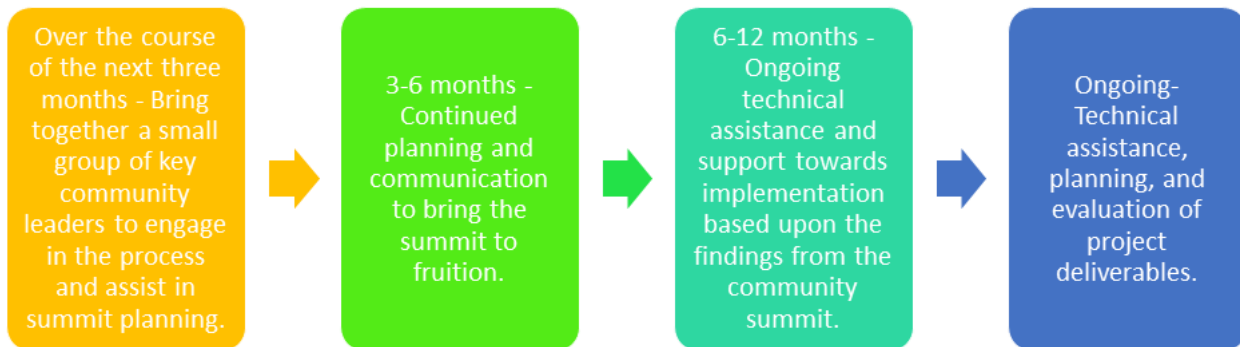 Over the course
of the next three
months - Bring
together a small
group of key
community
leaders to engage
in the process
and assist in
summit planning.
3-6 months -
Continued
planning and
communication
to bring the
summit to
fruition.
6-12 months -
Ongoing
technical
assistance and
support towards
implementation
based upon the
findings from the
community
summit.
Ongoing-
Technical
assistance,
planning, and
evaluation of
project
deliverables.